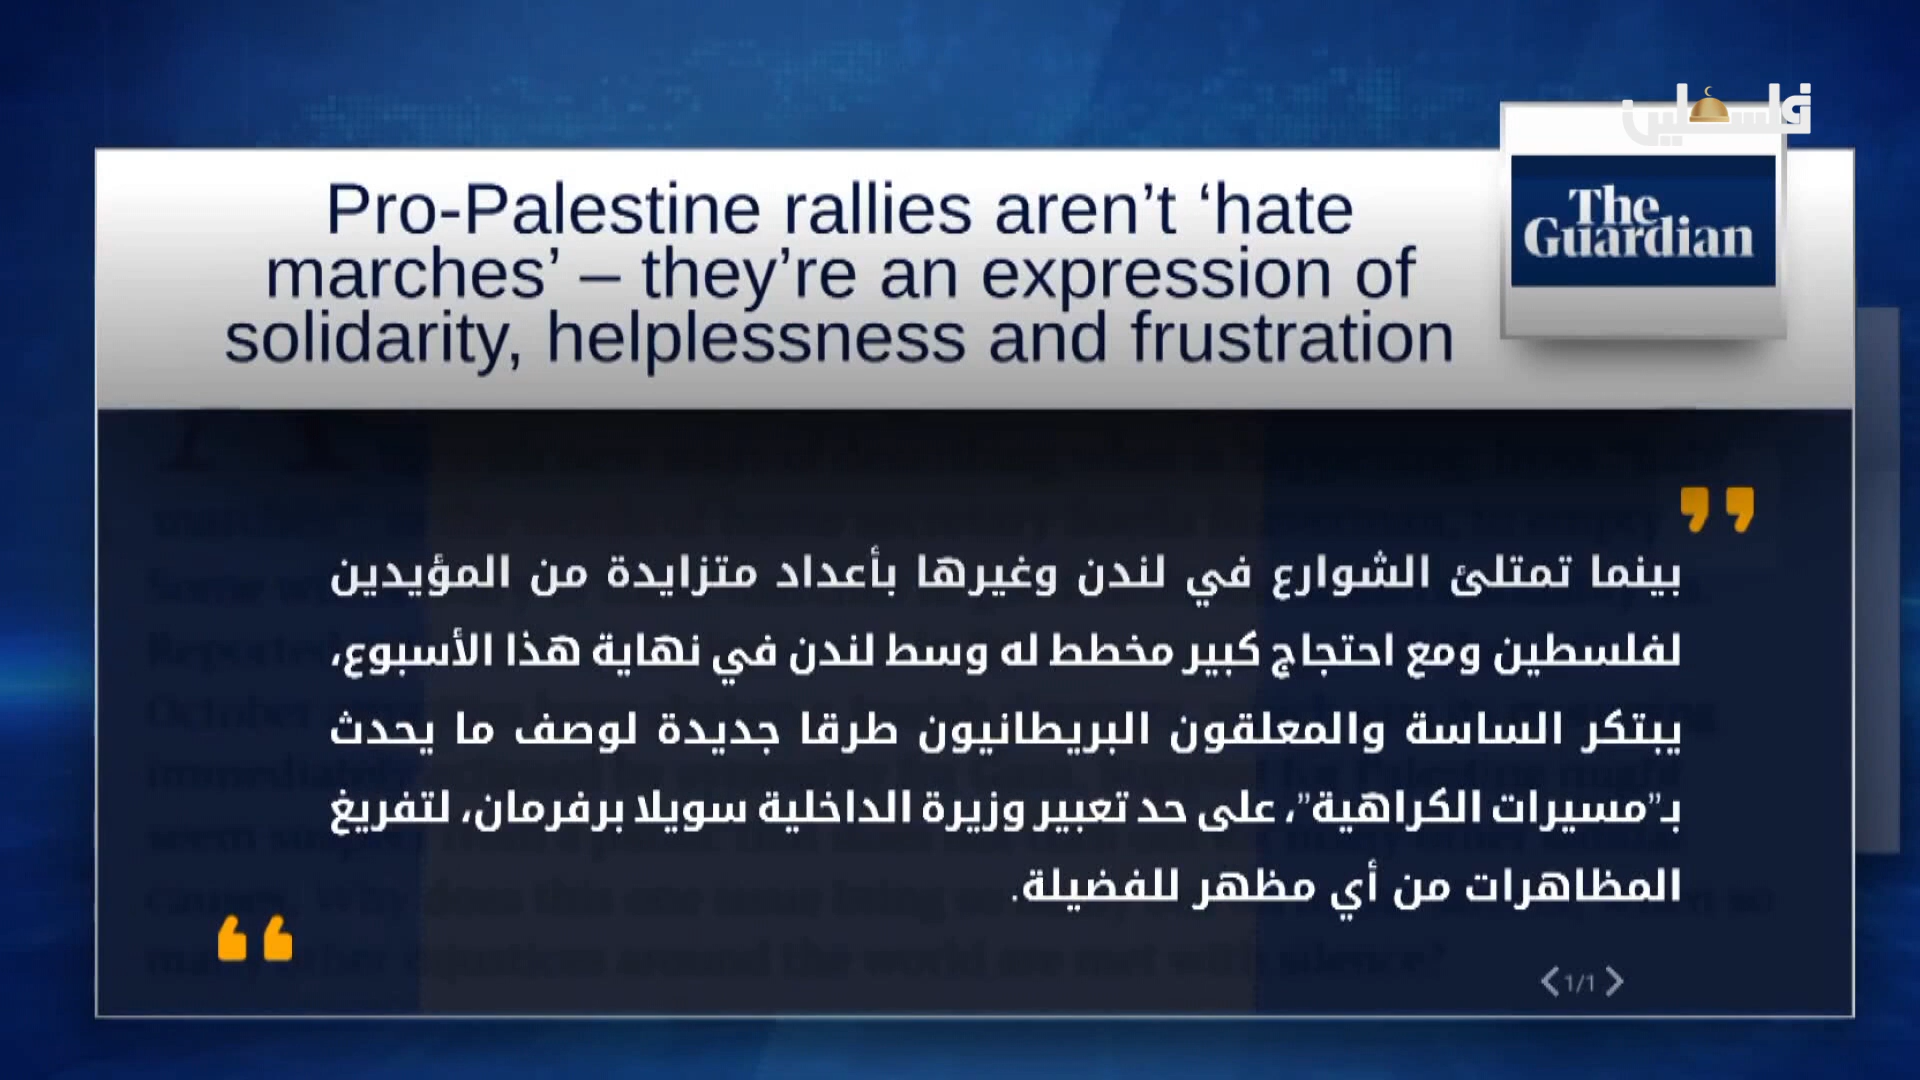 فلسطين
Pro-Palestine rallies aren’t ‘hate
marches’ – they’re an expression of
solidarity, helplessness and frustration
The
Guardian
بينما تمتلئ الشوارع في لندن وغيرها بأعداد متزايدة من المؤيدين
لفلسطين ومع احتجاج كبير مخطط له وسط لندن في نهاية هذا الأسبوع،
يبتكر الساسة والمعلقون البريطانيون طرقا جديدة لوصف ما يحدث
بـ”مسيرات الكراهية”، على حد تعبير وزيرة الداخلية سويلا برفرمان، لتفريغ
المظاهرات من أي مظهر للفضيلة.
1/1